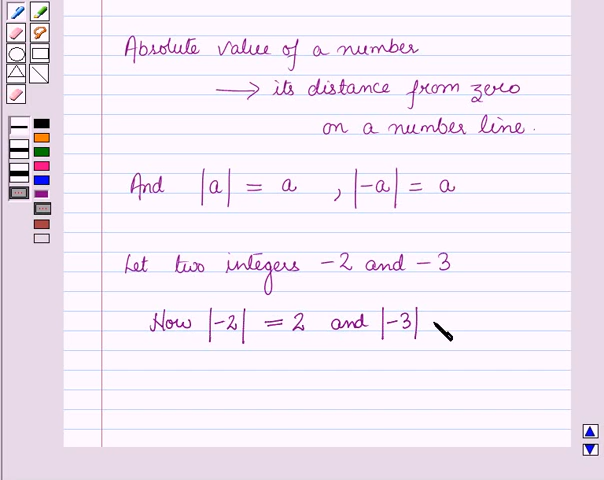 Absolute value of a number
→ its distance from zero
on a number line.
And |a| = a , |-a| = a
Let two integers -2 and -3
Now |-2| = 2 and |-3|